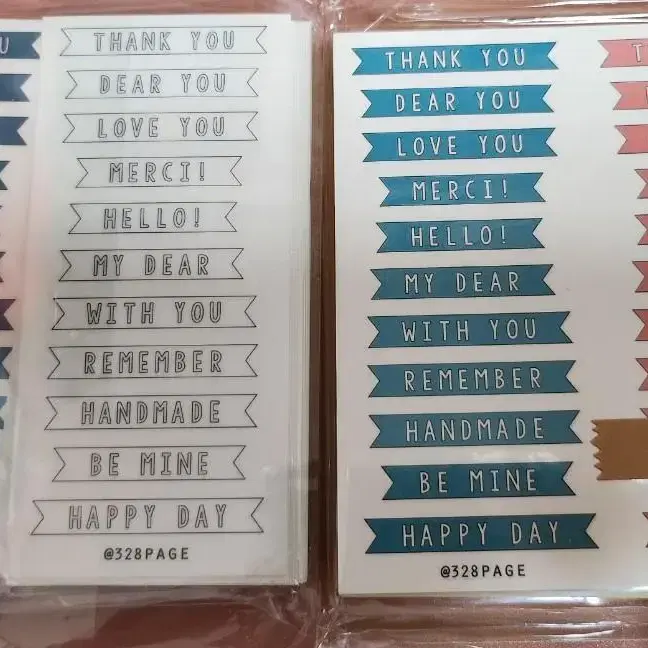 U
THANK YOU
DEAR YOU
LOVE YOU
MERCI!
HELLO!
MY DEAR
WITH YOU
REMEMBER
HANDMADE
BE MINE
HAPPY DAY
@328PAGE
THANK YOU
DEAR YOU
LOVE YOU
MERCI!
HELLO!
MY DEAR
WITH YOU
REMEMBER
HANDMADE
BE MINE
HAPPY DAY
@328PAGE
T